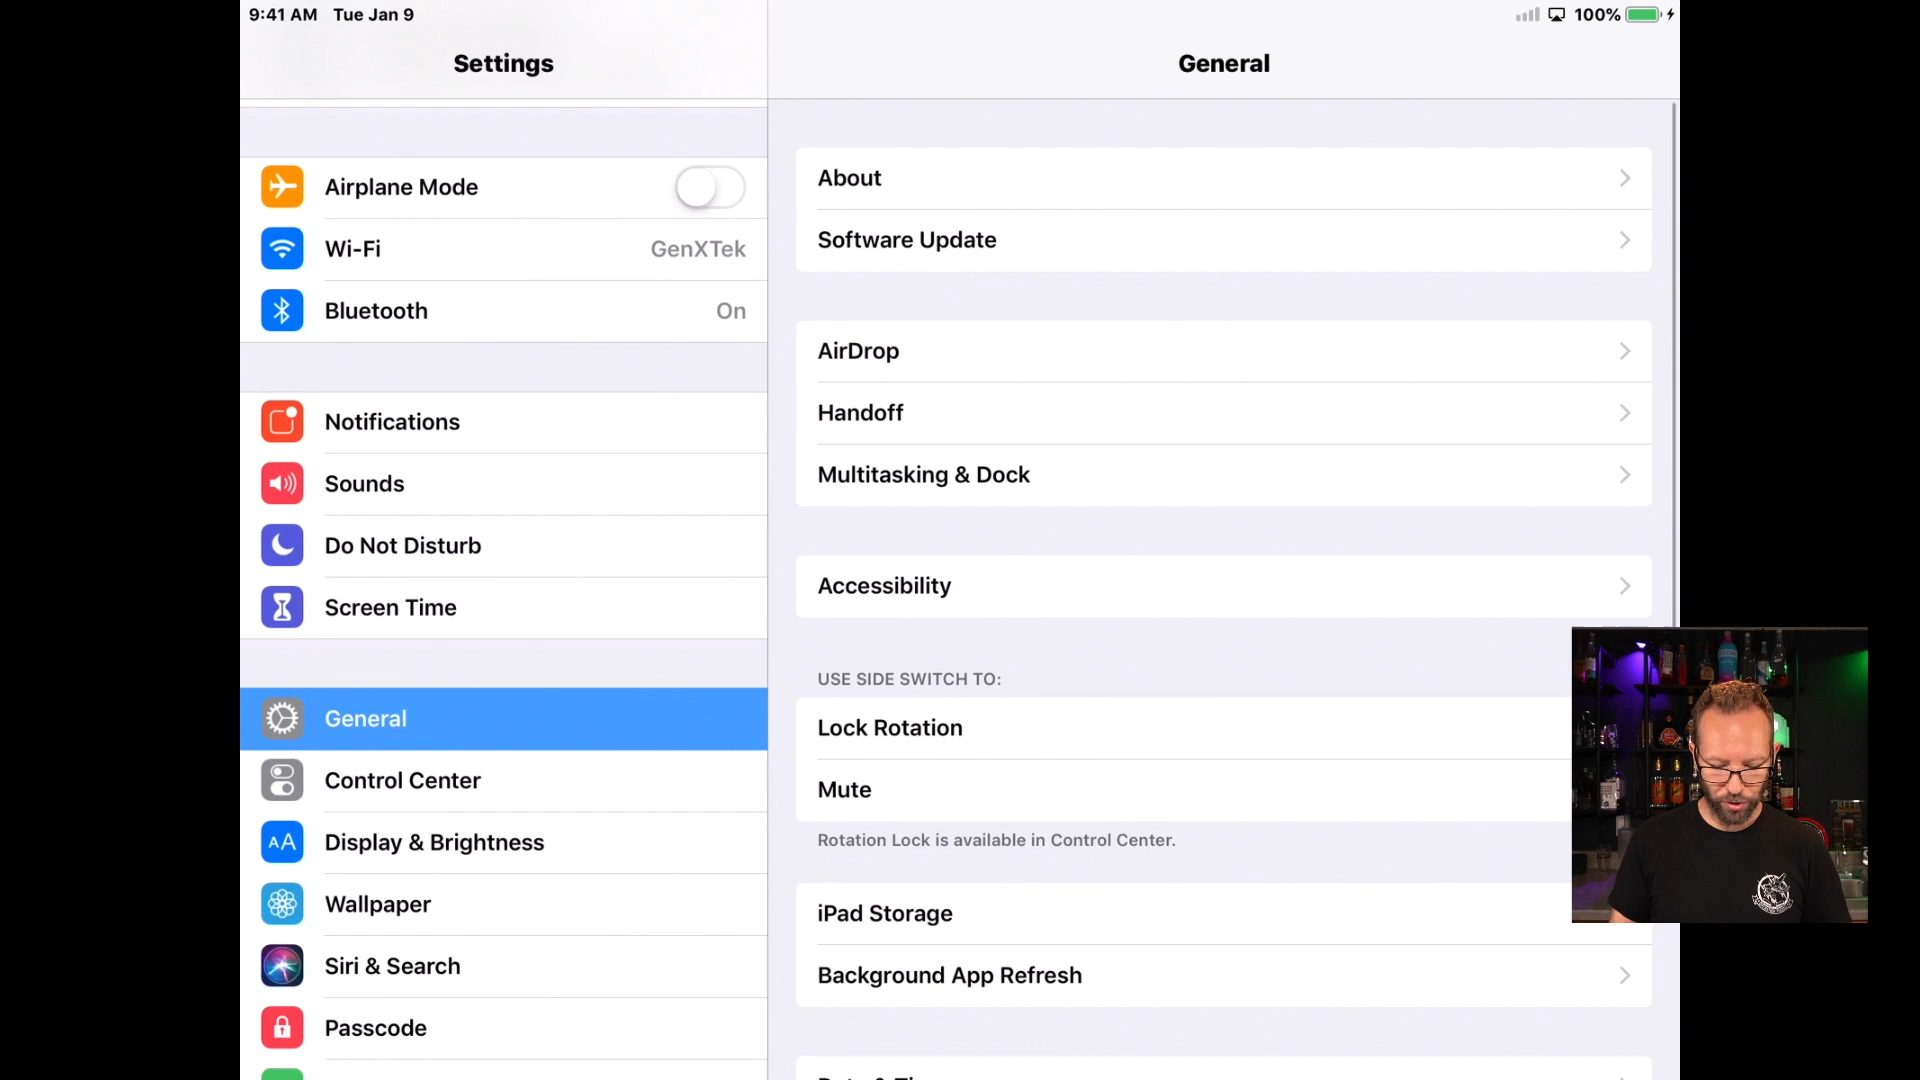 9:41 AM Tue Jan 9
100%
Settings
General
Airplane Mode
Wi-Fi GenXTek
Bluetooth On
Notifications
Sounds
Do Not Disturb
Screen Time
General
Control Center
Display & Brightness
Wallpaper
Siri & Search
Passcode
About
Software Update
AirDrop
Handoff
Multitasking & Dock
Accessibility
USE SIDE SWITCH TO:
Lock Rotation
Mute
Rotation Lock is available in Control Center.
iPad Storage
Background App Refresh